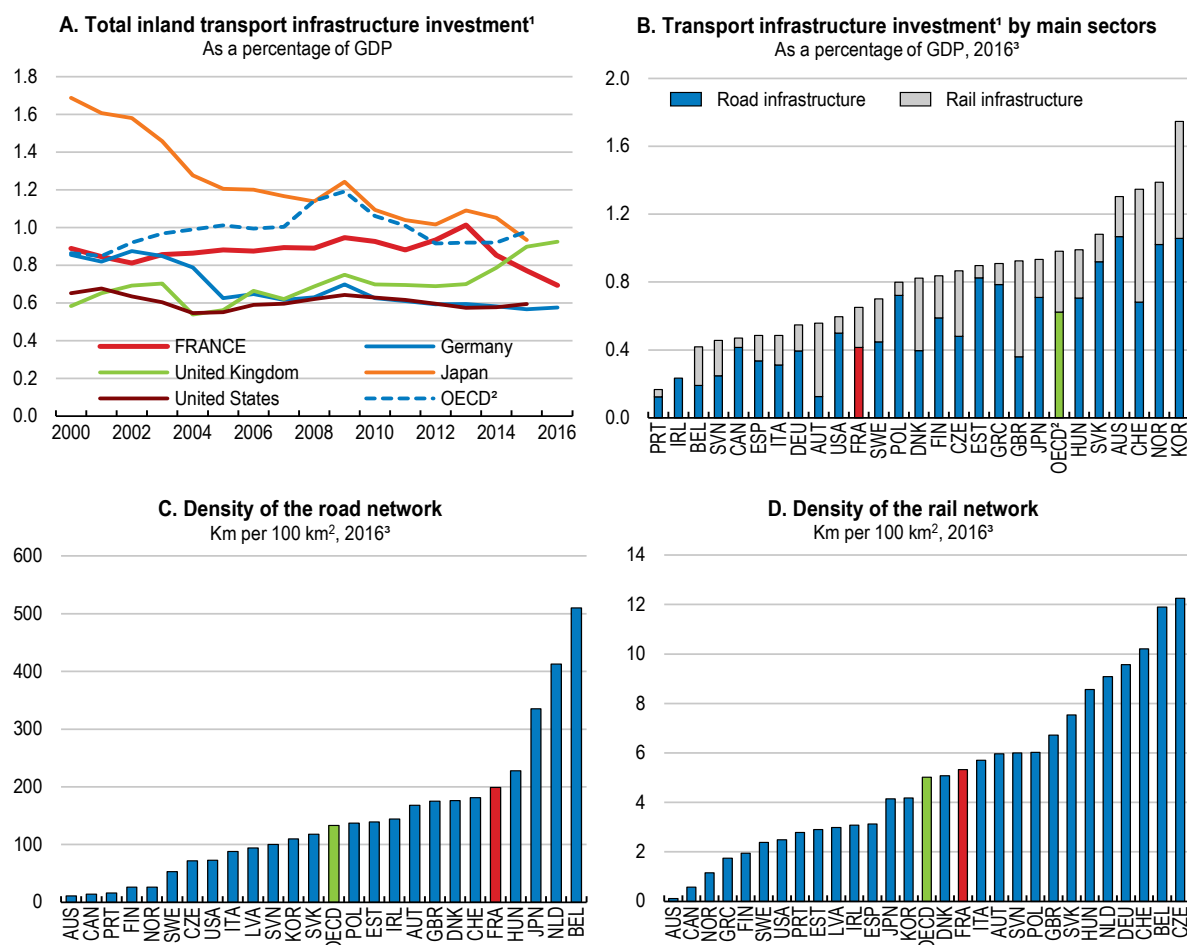 A. Total inland transport infrastructure investment¹
As a percentage of GDP
1.8
1.6
1.4
1.2
1.0
0.8
0.6
0.4
0.2
0.0
FRANCE
Germany
United Kingdom
Japan
United States
OECD²
2000 2002 2004 2006 2008 2010 2012 2014 2016
B. Transport infrastructure investment¹ by main sectors
As a percentage of GDP, 2016³
2.0
1.6
1.2
0.8
0.4
0.0
Road infrastructure
Rail infrastructure
PRT IRL BEL SVN CAN ESP ITA DEU AUT USA FRA SWE POL DNK FIN CZE EST GRC GBR JPN OECD² HUN SVK AUS CHE NOR KOR
C. Density of the road network
Km per 100 km², 2016³
600
500
400
300
200
100
0
AUS CAN PRT FIN NOR SWE CZE USA ITA LVA SVN KOR SVK OECD POL EST IRL AUT GBR DNK CHE FRA HUN JPN NLD BEL
D. Density of the rail network
Km per 100 km², 2016³
14
12
10
8
6
4
2
0
AUS CAN NOR GRC FIN SWE USA PRT EST LVA IRL ESP JPN KOR OECD DNK FRA ITA AUT SVN POL GBR SVK HUN NLD DEU CHE BEL CZE